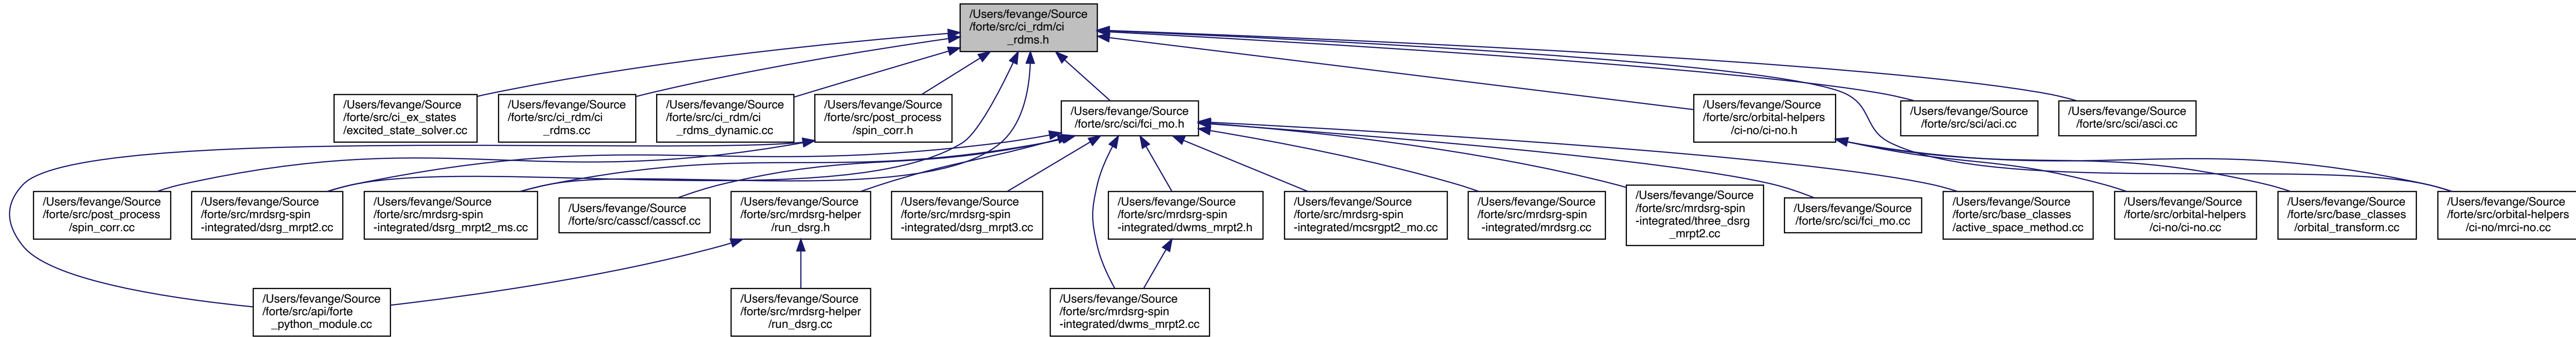 /Users/fevange/Source
/forte/src/ci_rdm/ci
_rdms.h
/Users/fevange/Source
/forte/src/ci_ex_states
/excited_state_solver.cc
/Users/fevange/Source
/forte/src/ci_rdm/ci
_rdms.cc
/Users/fevange/Source
/forte/src/ci_rdm/ci
_rdms_dynamic.cc
/Users/fevange/Source
/forte/src/post_process
/spin_corr.h
/Users/fevange/Source
/forte/src/sci/fci_mo.h
/Users/fevange/Source
/forte/src/orbital-helpers
/ci-no/ci-no.h
/Users/fevange/Source
/forte/src/sci/aci.cc
/Users/fevange/Source
/forte/src/sci/asci.cc
/Users/fevange/Source
/forte/src/post_process
/spin_corr.cc
/Users/fevange/Source
/forte/src/mrdsrg-spin
-integrated/dsrg_mrpt2.cc
/Users/fevange/Source
/forte/src/mrdsrg-spin
-integrated/dsrg_mrpt2_ms.cc
/Users/fevange/Source
/forte/src/casscf/casscf.cc
/Users/fevange/Source
/forte/src/mrdsrg-helper
/run_dsrg.h
/Users/fevange/Source
/forte/src/mrdsrg-spin
-integrated/dsrg_mrpt3.cc
/Users/fevange/Source
/forte/src/mrdsrg-spin
-integrated/dwms_mrpt2.h
/Users/fevange/Source
/forte/src/mrdsrg-spin
-integrated/mcsrgpt2_mo.cc
/Users/fevange/Source
/forte/src/mrdsrg-spin
-integrated/mrdsrg.cc
/Users/fevange/Source
/forte/src/mrdsrg-spin
-integrated/three_dsrg
_mrpt2.cc
/Users/fevange/Source
/forte/src/sci/fci_mo.cc
/Users/fevange/Source
/forte/src/base_classes
/active_space_method.cc
/Users/fevange/Source
/forte/src/orbital-helpers
/ci-no/ci-no.cc
/Users/fevange/Source
/forte/src/base_classes
/orbital_transform.cc
/Users/fevange/Source
/forte/src/orbital-helpers
/ci-no/mrci-no.cc
/Users/fevange/Source
/forte/src/api/forte
_python_module.cc
/Users/fevange/Source
/forte/src/mrdsrg-helper
/run_dsrg.cc
/Users/fevange/Source
/forte/src/mrdsrg-spin
-integrated/dwms_mrpt2.cc